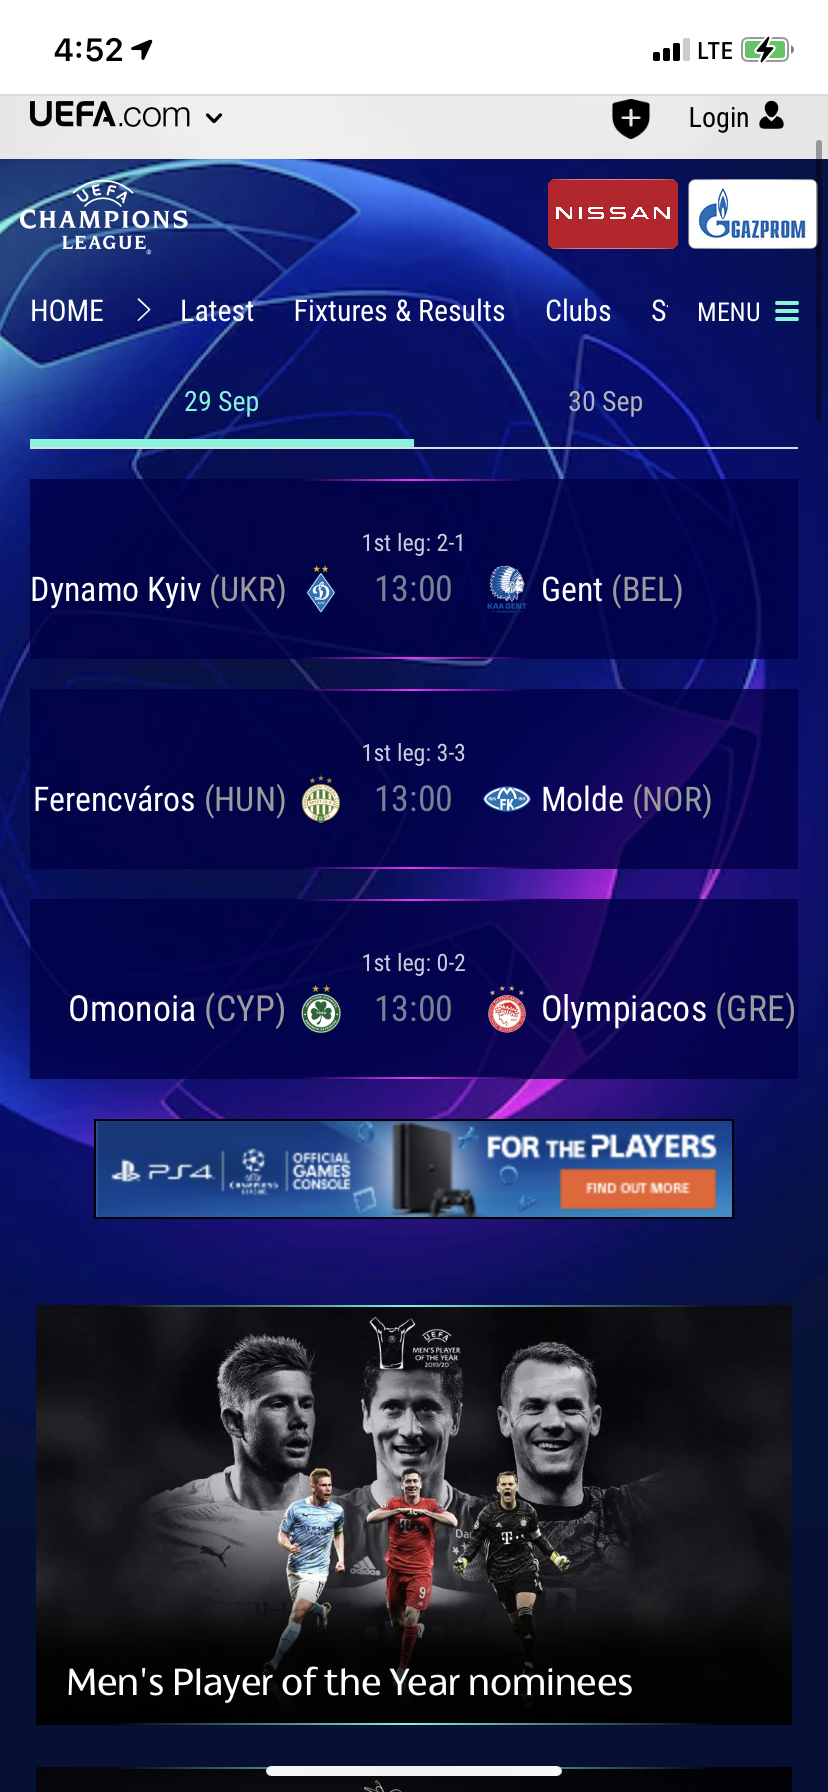 4:52
LTE
UEFA.com
Login
UEFA
CHAMPIONS
LEAGUE
NISSAN
GAZPROM
HOME
Latest
Fixtures & Results
Clubs
S
MENU
29 Sep
30 Sep
1st leg: 2-1
Dynamo Kyiv (UKR)
13:00
KAA GENT
Gent (BEL)
1st leg: 3-3
Ferencváros (HUN)
13:00
FK
Molde (NOR)
1st leg: 0-2
Omonoia (CYP)
13:00
Olympiacos (GRE)
PS4
CHAMPIONS
OFFICIAL
GAMES
CONSOLE
FOR THE PLAYERS
FIND OUT MORE
UEFA
MEN'S PLAYER
OF THE YEAR
2019/20
adidas
9
Men's Player of the Year nominees